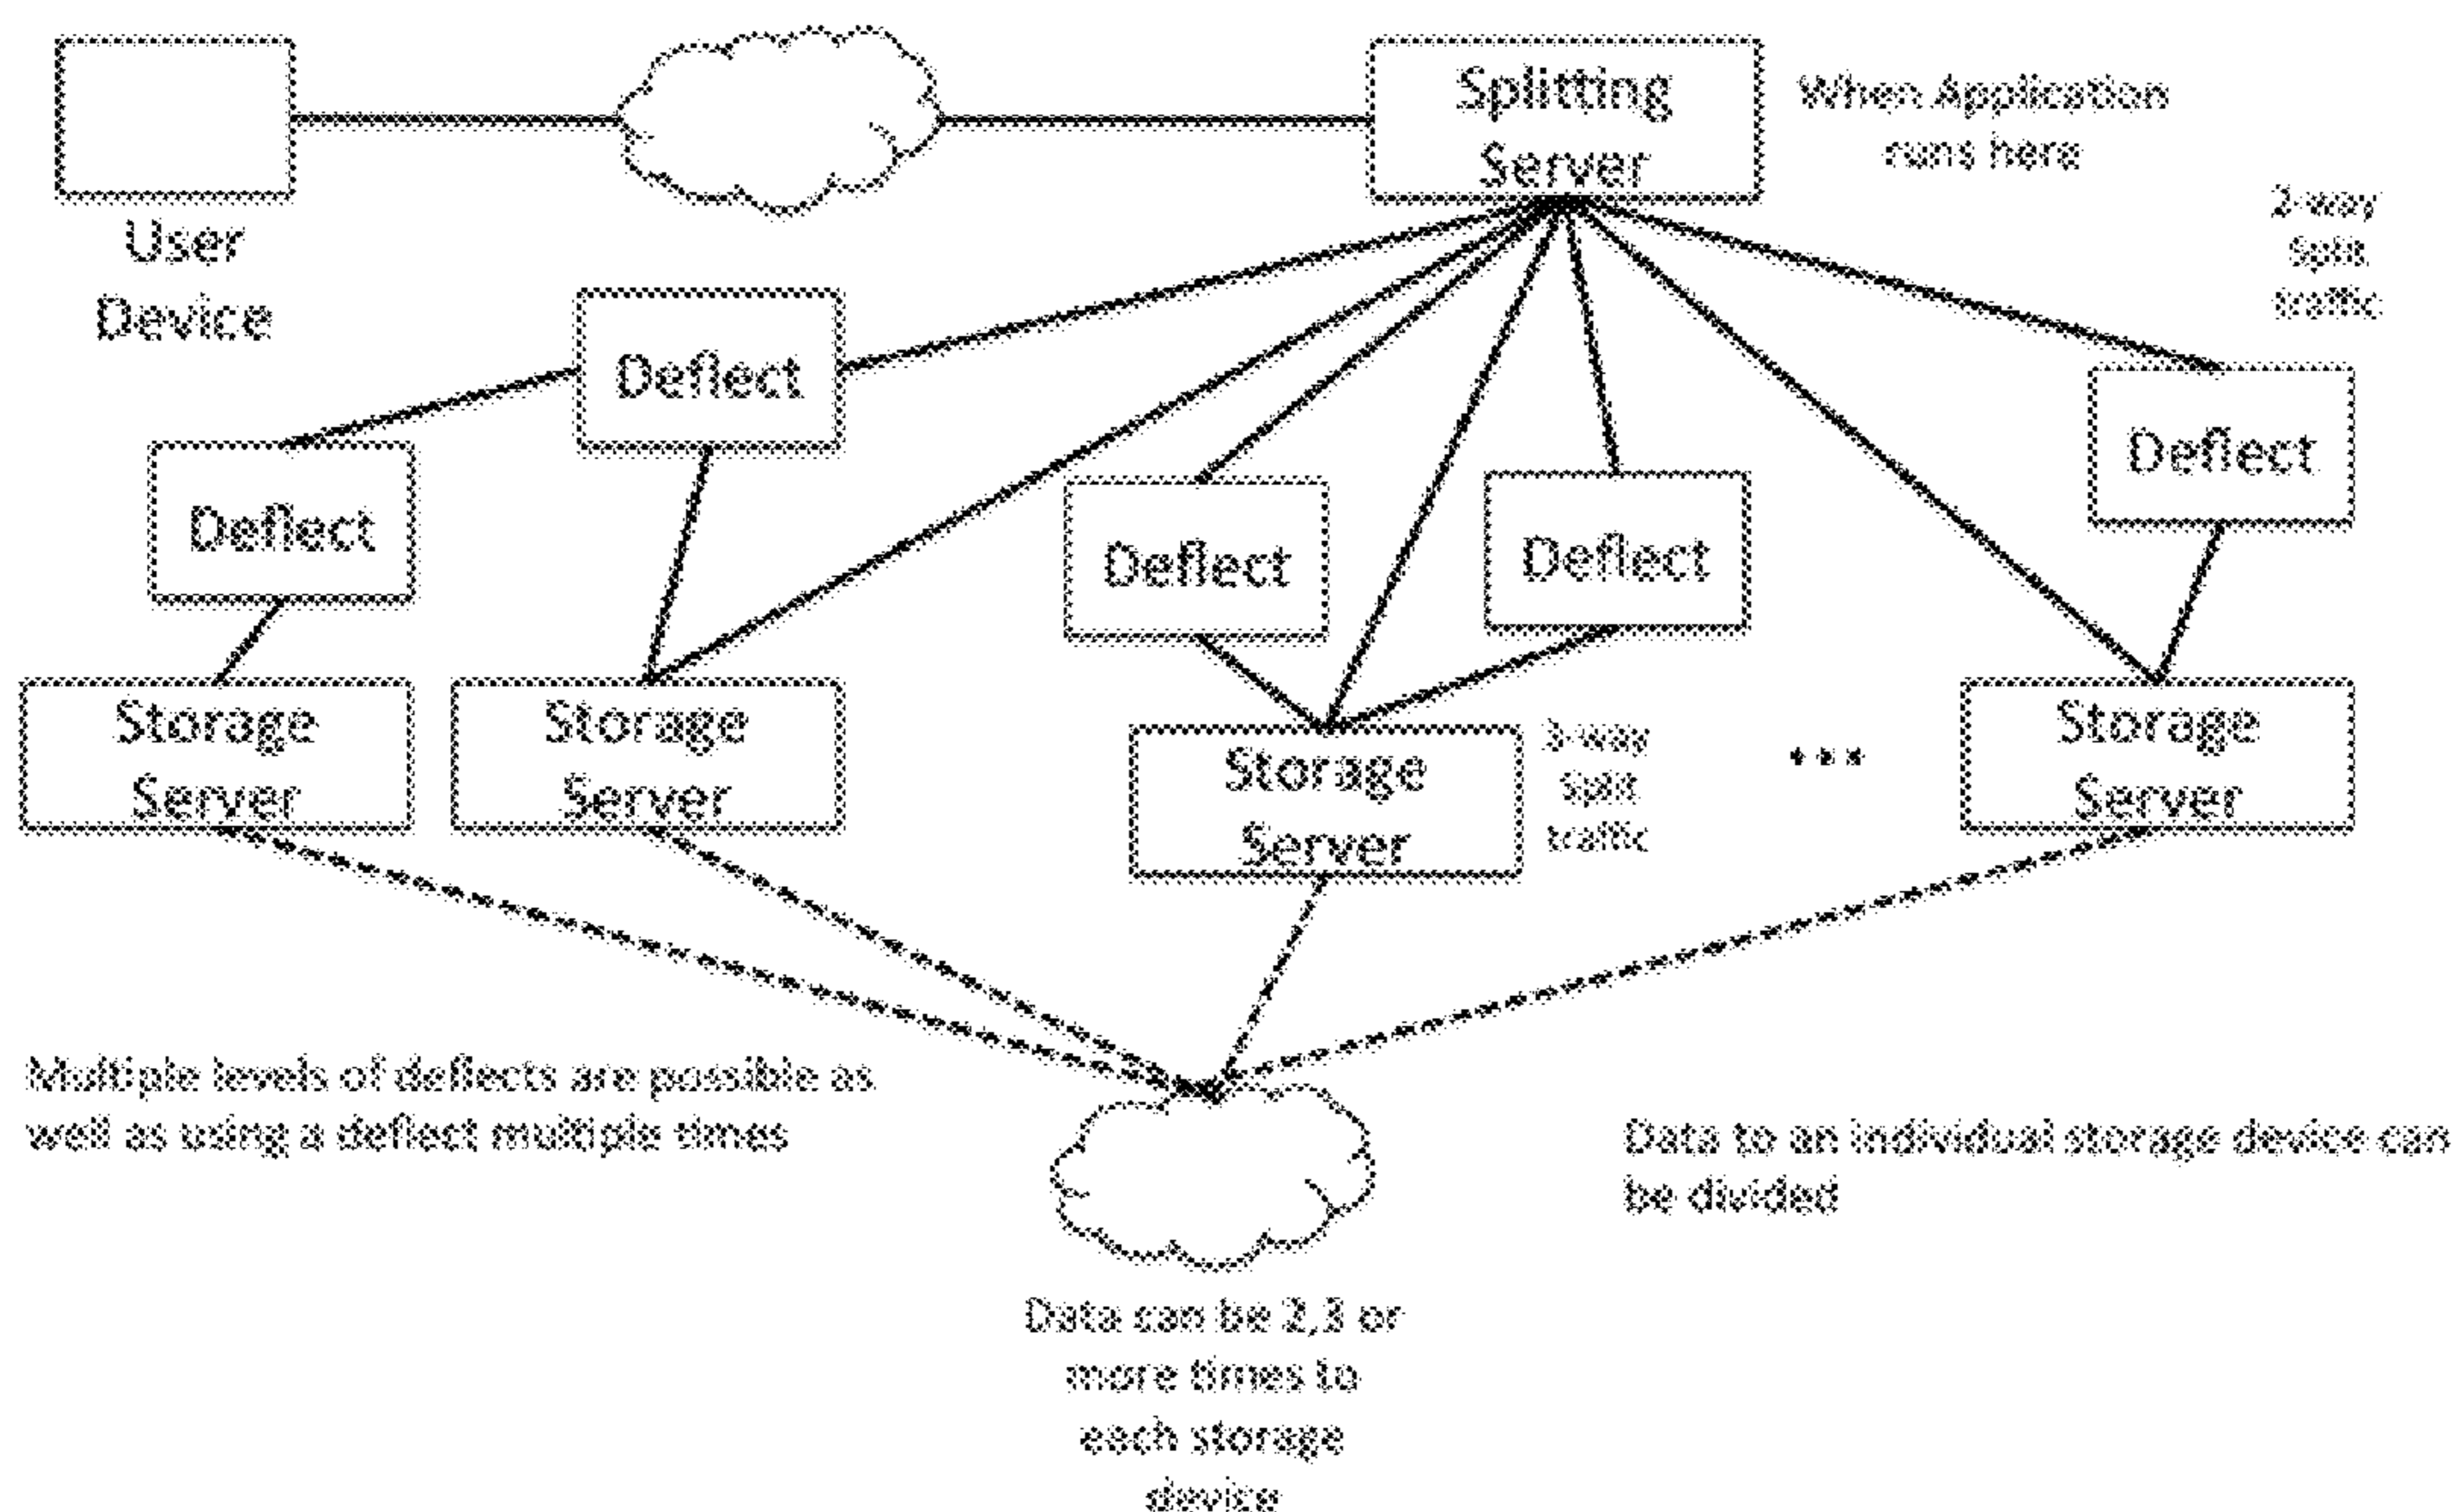 Splitting
Server
When Application
runs here
2-way
Split
traffic
User
Device
Deflect
Deflect
Deflect
Deflect
Deflect
Storage
Server
Storage
Server
Storage
Server
3-way
Split
traffic
...
Storage
Server
Multiple levels of deflects are possible as
well as using a deflect multiple times
Data to an individual storage device can
be divided
Data can be 2,3 or
more times to
each storage
device